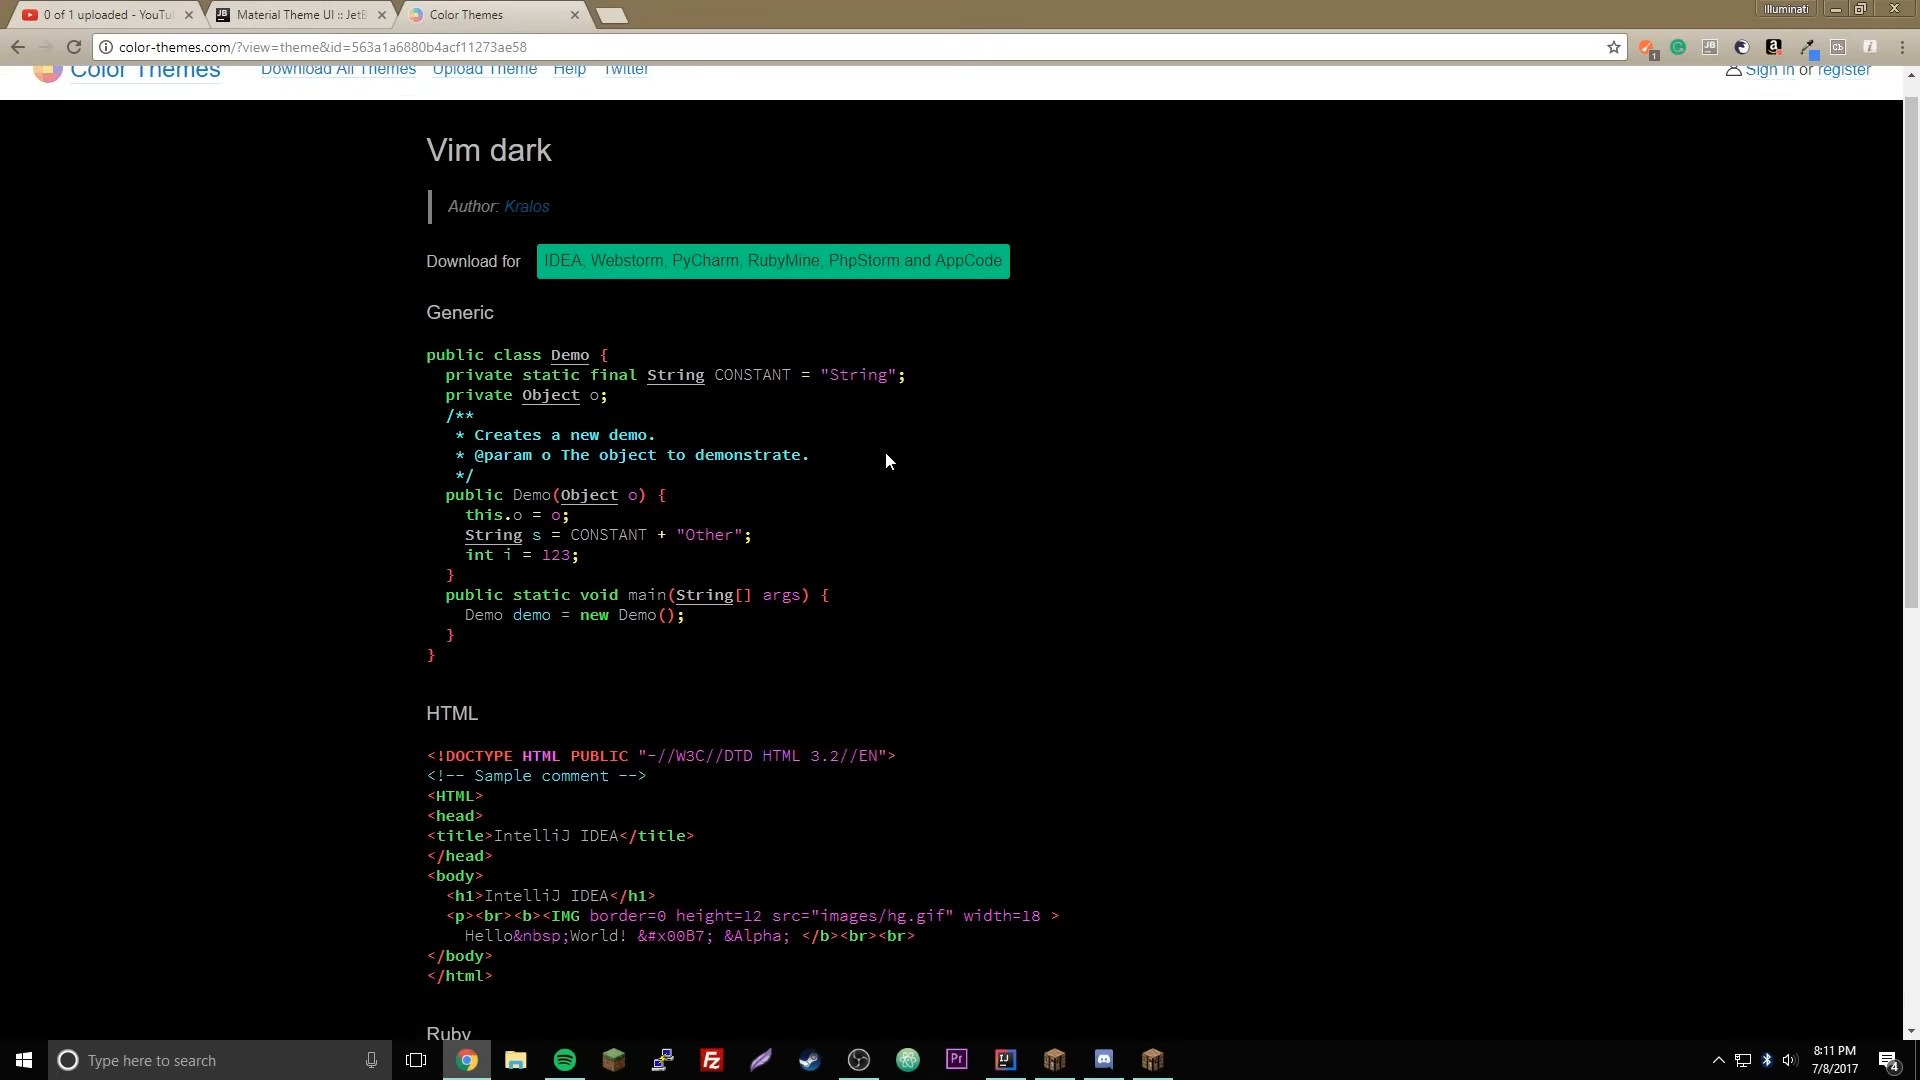 0 of 1 uploaded - YouTu
Material Theme UI :: JetB
Color Themes
Illuminati
color-themes.com/?view=theme&id=563a1a6880b4acf11273ae58
Color Themes
Download All Themes
Upload Theme
Help
Twitter
Sign in or register
Vim dark
Author: Kralos
Download for IDEA, Webstorm, PyCharm, RubyMine, PhpStorm and AppCode
Generic
public class Demo {
private static final String CONSTANT = "String";
private Object o;
/**
* Creates a new demo.
* @param o The object to demonstrate.
*/
public Demo(Object o) {
this.o = o;
String s = CONSTANT + "Other";
int i = 123;
}
public static void main(String[] args) {
Demo demo = new Demo();
}
}
HTML
<!DOCTYPE HTML PUBLIC "-//W3C//DTD HTML 3.2//EN">
<!-- Sample comment -->
<HTML>
<head>
<title>IntelliJ IDEA</title>
</head>
<body>
<h1>IntelliJ IDEA</h1>
<p><br><b><IMG border=0 height=12 src="images/hg.gif" width=18 >
Hello&nbsp;World! &#x00B7; &Alpha; </b><br><br>
</body>
</html>
Ruby
Type here to search
8:11 PM
7/8/2017